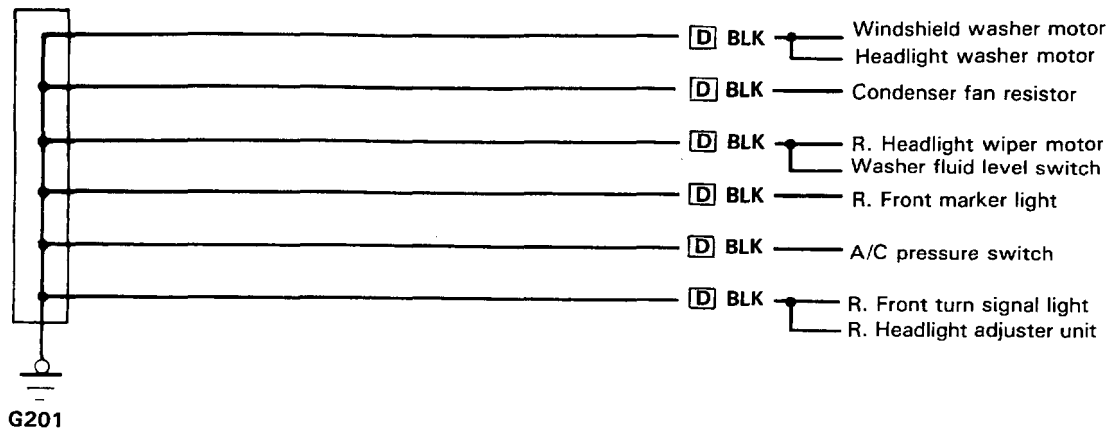 D BLK Windshield washer motor
Headlight washer motor
D BLK Condenser fan resistor
D BLK R. Headlight wiper motor
Washer fluid level switch
D BLK R. Front marker light
D BLK A/C pressure switch
D BLK R. Front turn signal light
R. Headlight adjuster unit
G201